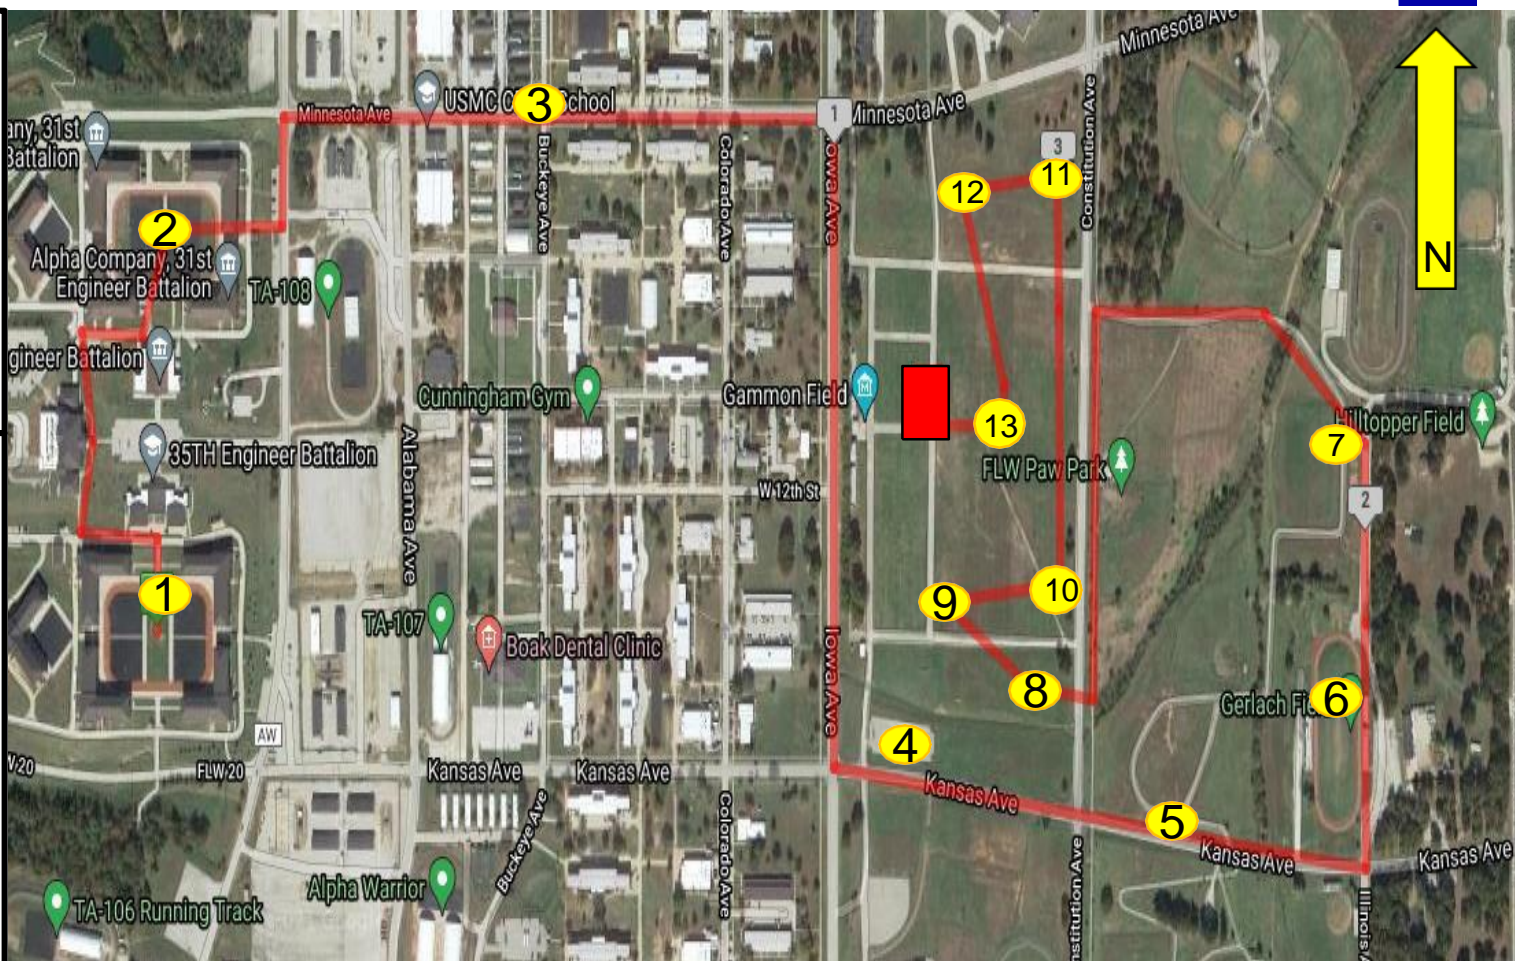 Minnesota Ave
N
any, 31st
Battalion
USMC C
School
3
Minnesota Ave
1
Minnesota Ave
Buckeye Ave
Colorado Ave
Iowa Ave
3
11
12
Constitution Ave
2
Alpha Company, 31st
Engineer Battalion
TA-108
gineer Battalion
Cunningham Gym
Gammon Field
13
Hilltopper Field
7
35TH Engineer Battalion
Alabama Ave
FLW Paw Park
W 12th St
2
1
TA-107
Boak Dental Clinic
9
10
8
Iowa Ave
Gerlach Fie
6
AW
4
W 20
FLW 20
Kansas Ave
Kansas Ave
Kansas Ave
5
Kansas Ave
Kansas Ave
Buckeye Ave
Colorado Ave
stitution Ave
Illinois A
Alpha Warrior
TA-106 Running Track